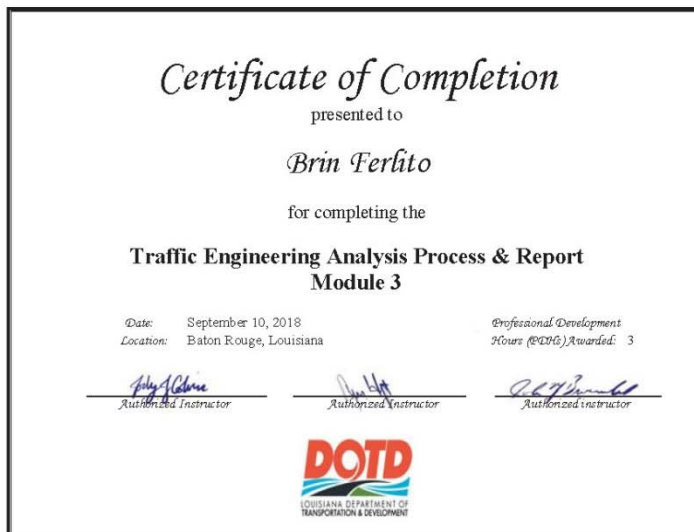 Certificate of Completion
presented to
Brin Ferlito
for completing the
Traffic Engineering Analysis Process & Report
Module 3
Date: September 10, 2018
Location: Baton Rouge, Louisiana
Professional Development
Hours (PDHs) Awarded: 3
Authorized Instructor
Authorized Instructor
Authorized instructor
DOTD
LOUISIANA DEPARTMENT OF
TRANSPORTATION & DEVELOPMENT